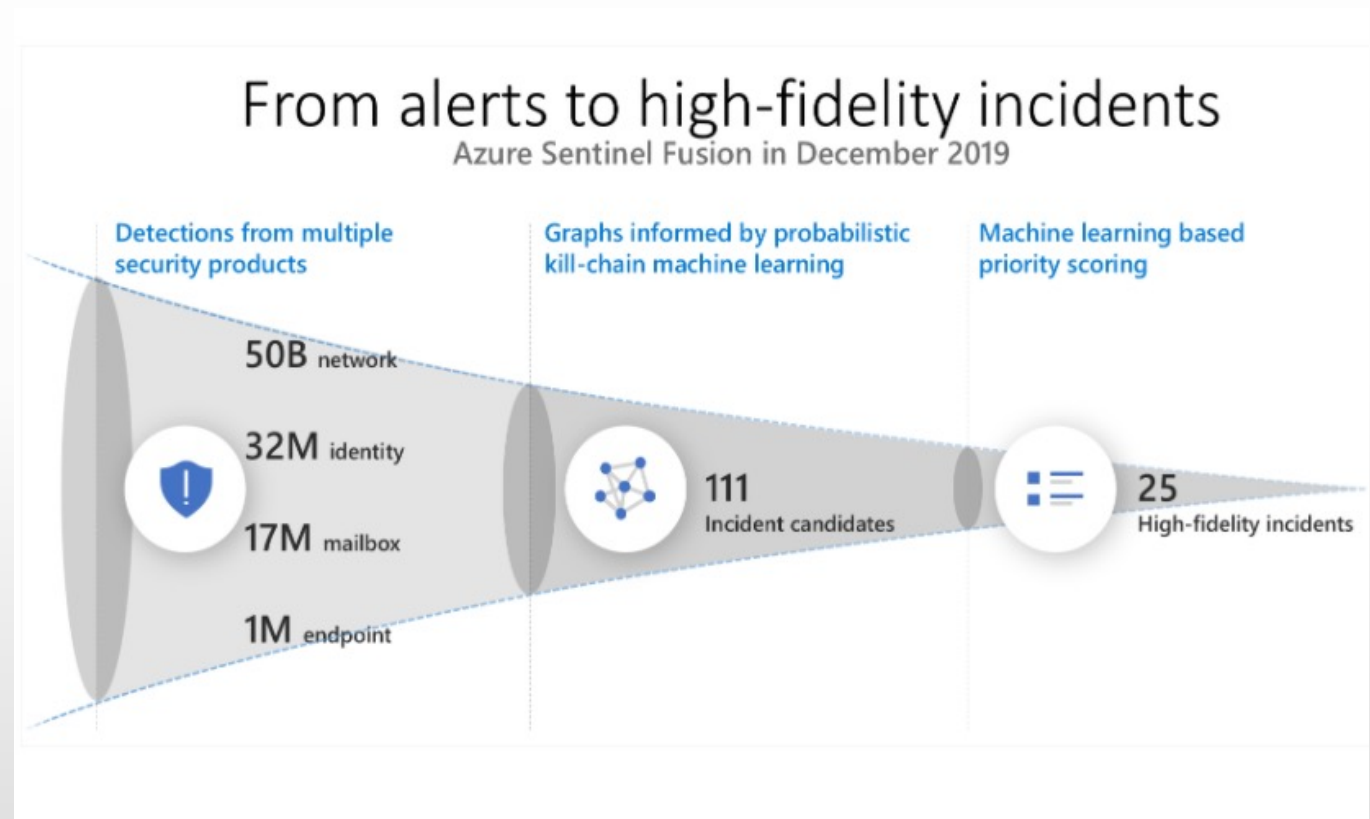 From alerts to high-fidelity incidents
Azure Sentinel Fusion in December 2019
Detections from multiple
security products
50B network
32M identity
17M mailbox
1M endpoint
Graphs informed by probabilistic
kill-chain machine learning
111
Incident candidates
Machine learning based
priority scoring
25
High-fidelity incidents